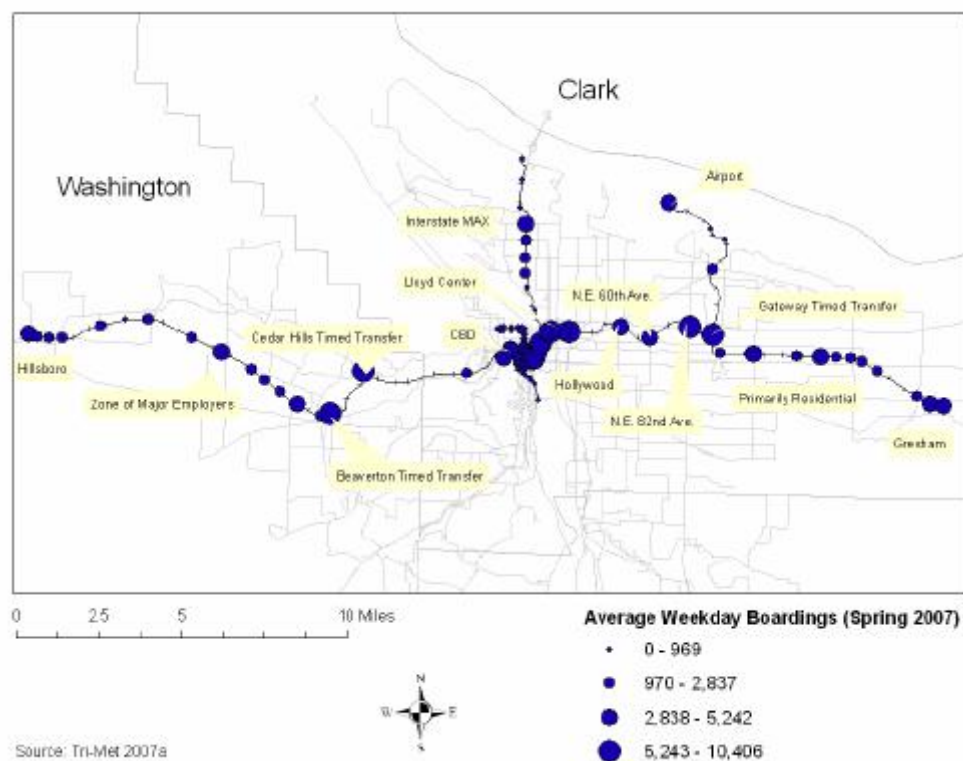 Clark
Washington
Airport
Interstate MAX
Lloyd Center
N.E. 60th Ave.
Gateway Timed Transfer
Cedar Hills Timed Transfer
CBD
Hillsboro
Hollywood
Zone of Major Employers
Primarily Residential
N.E. 82nd Ave.
Gresham
Beaverton Timed Transfer
0 2.5 5 10 Miles
Average Weekday Boardings (Spring 2007)
0 - 969
970 - 2,837
2,838 - 5,242
5,243 - 10,406
N
W E
S
Source: Tri-Met 2007a